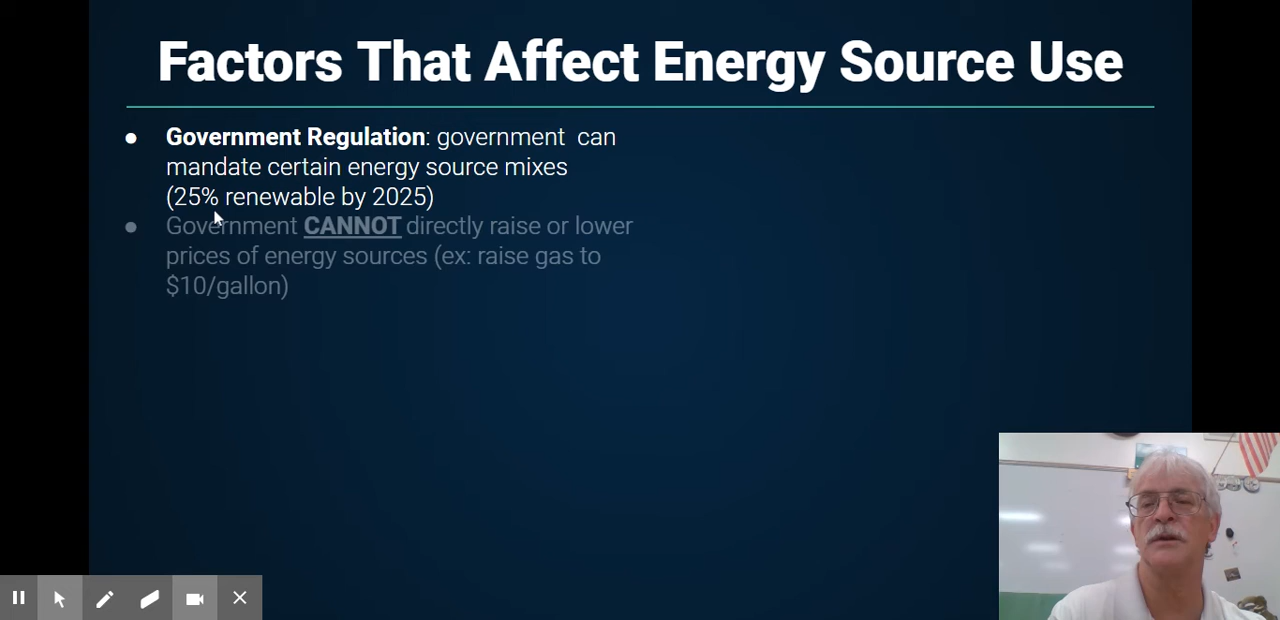 Factors That Affect Energy Source Use
● Government Regulation: government can
mandate certain energy source mixes
(25% renewable by 2025)
● Government CANNOT directly raise or lower
prices of energy sources (ex: raise gas to
$10/gallon)